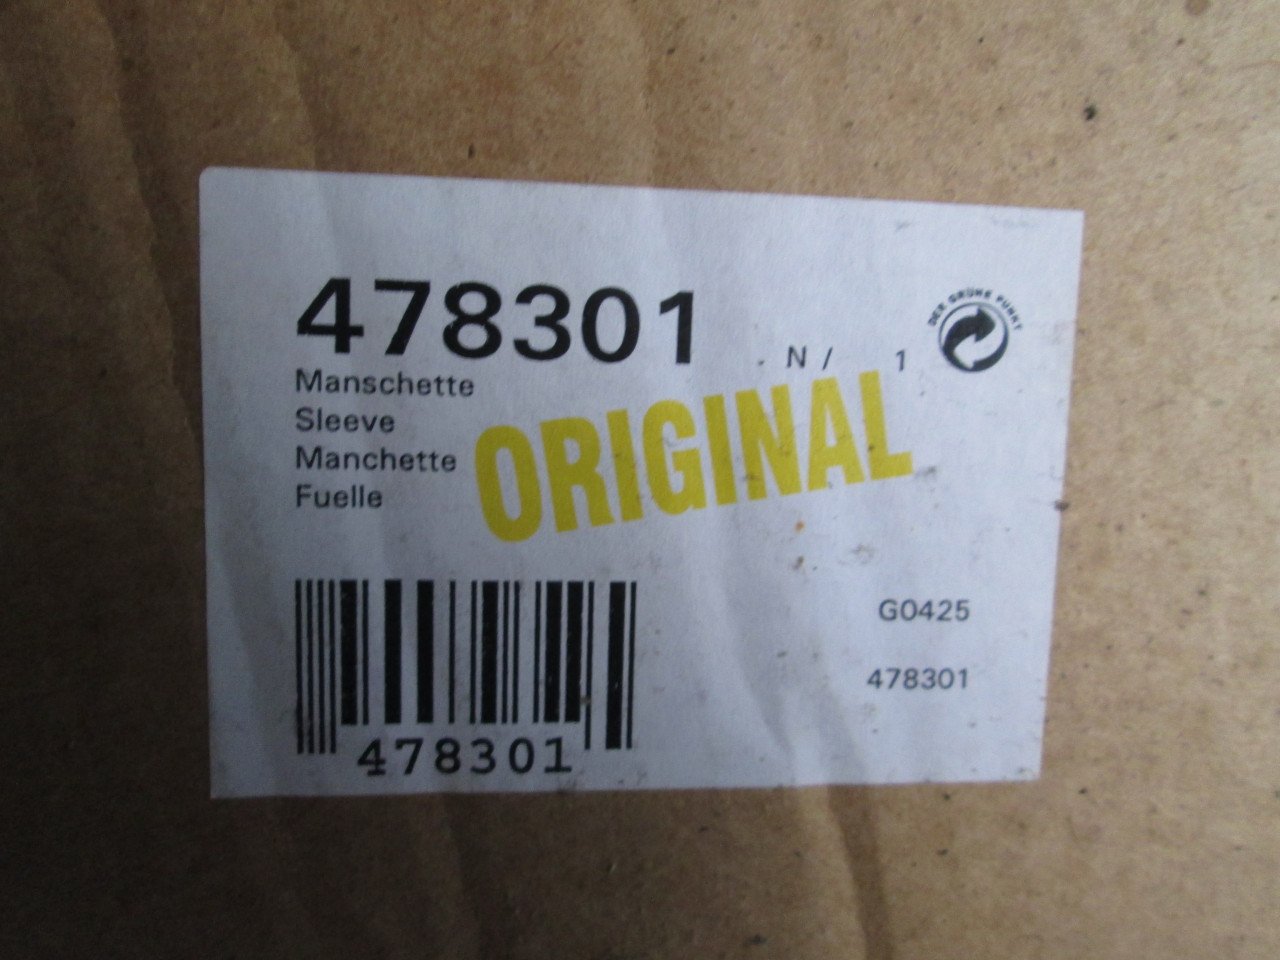 478301
N / 1
DER GRÜNE PUNKT
Manschette
Sleeve
Manchette
Fuelle
ORIGINAL
G0425
478301
478301